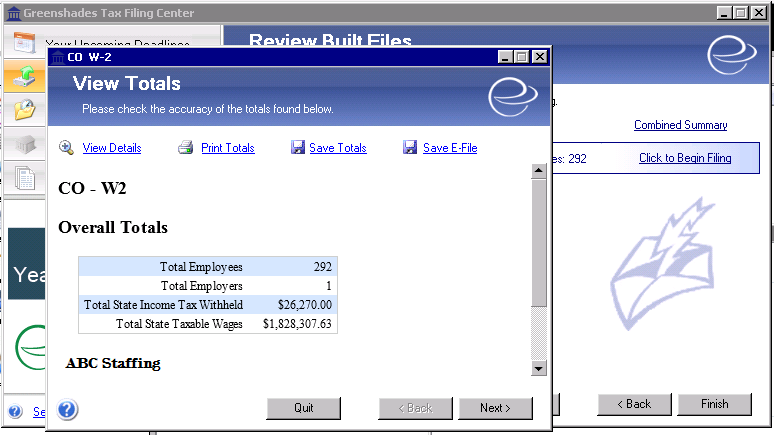 Greenshades Tax Filing Center
Your Upcoming Deadlines
Review Built Files
CO W-2
View Totals
Please check the accuracy of the totals found below.
View Details
Print Totals
Save Totals
Save E-File
Combined Summary
es: 292
Click to Begin Filing
CO - W2
Overall Totals
Total Employees 292
Total Employers 1
Total State Income Tax Withheld $26,270.00
Total State Taxable Wages $1,828,307.63
ABC Staffing
Yea
Se
Quit
< Back
Next >
< Back
Finish